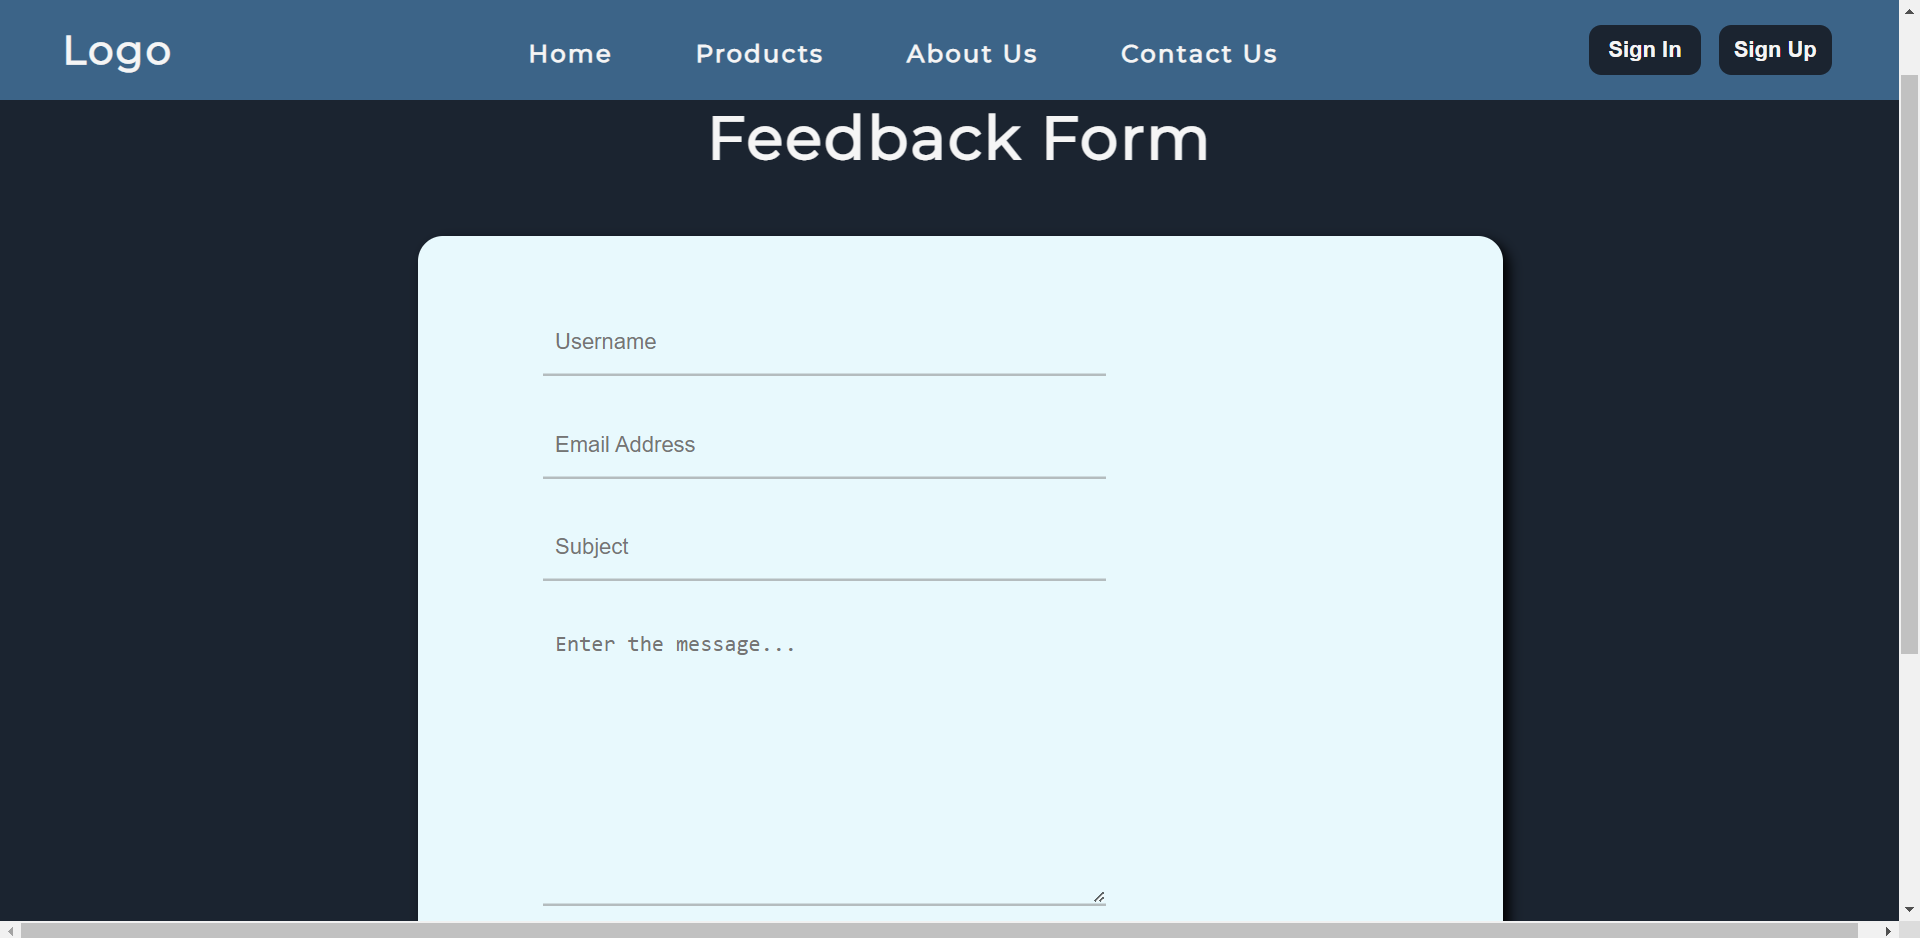 Logo
Home Products About Us Contact Us
Sign In Sign Up
Feedback Form
Username
Email Address
Subject
Enter the message...